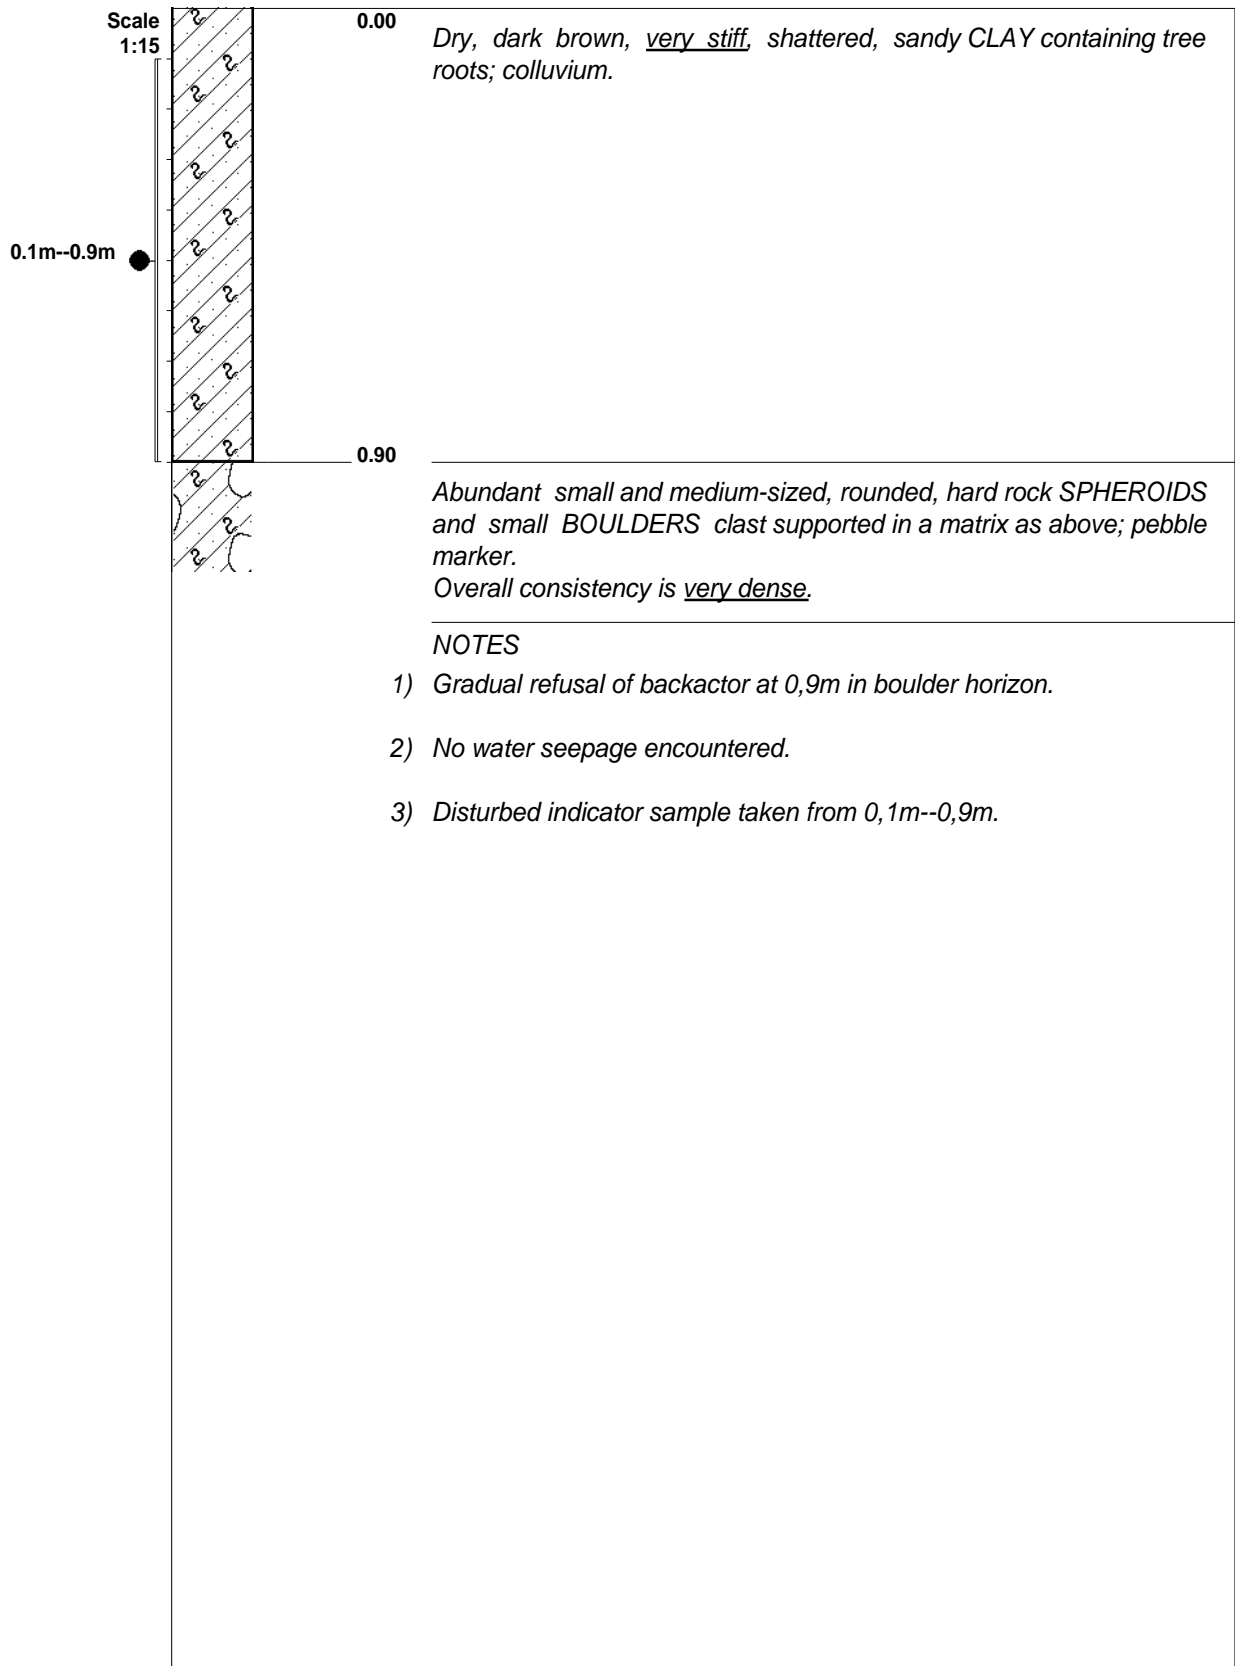 Scale
1:15
0.00
Dry, dark brown, very stiff, shattered, sandy CLAY containing tree
roots; colluvium.
0.1m--0.9m
0.90
Abundant small and medium-sized, rounded, hard rock SPHEROIDS
and small BOULDERS clast supported in a matrix as above; pebble
marker.
Overall consistency is very dense.
NOTES
1) Gradual refusal of backactor at 0,9m in boulder horizon.
2) No water seepage encountered.
3) Disturbed indicator sample taken from 0,1m--0,9m.